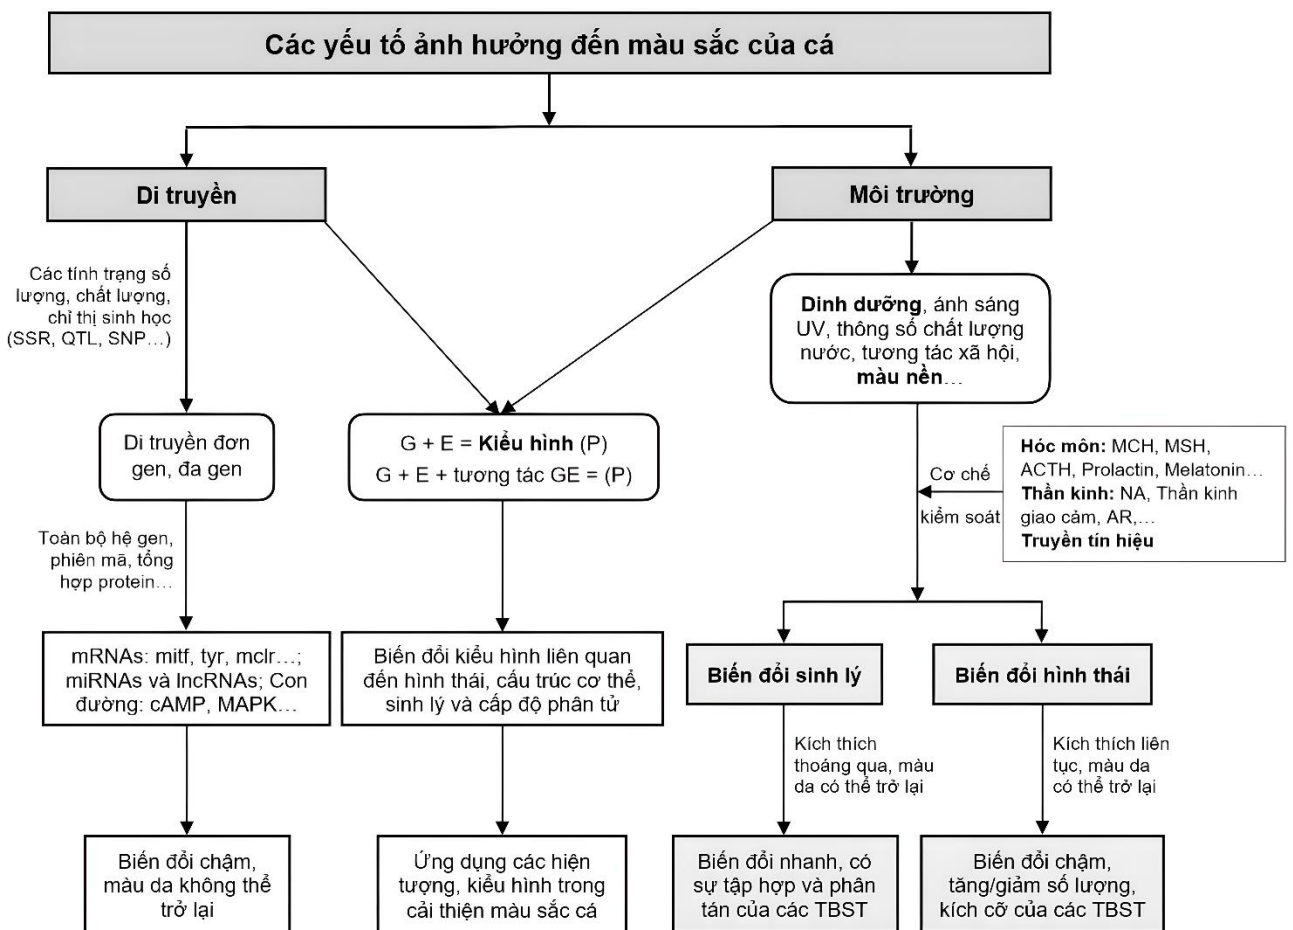 Các yếu tố ảnh hưởng đến màu sắc của cá
Di truyền
Môi trường
Các tính trạng số
lượng, chất lượng,
chỉ thị sinh học
(SSR, QTL, SNP…)
Dinh dưỡng, ánh sáng
UV, thông số chất lượng
nước, tương tác xã hội,
màu nền…
Di truyền đơn
gen, đa gen
G + E = Kiểu hình (P)
G + E + tương tác GE = (P)
Cơ chế
kiểm soát
Hóc môn: MCH, MSH,
ACTH, Prolactin, Melatonin…
Thần kinh: NA, Thần kinh
giao cảm, AR,…
Truyền tín hiệu
Toàn bộ hệ gen,
phiên mã, tổng
hợp protein…
mRNAs: mitf, tyr, mclr…;
miRNAs và lncRNAs; Con
đường: cAMP, MAPK…
Biến đổi kiểu hình liên quan
đến hình thái, cấu trúc cơ thể,
sinh lý và cấp độ phân tử
Biến đổi sinh lý
Biến đổi hình thái
Kích thích
thoáng qua, màu
da có thể trở lại
Kích thích liên
tục, màu da
có thể trở lại
Biến đổi chậm,
màu da không thể
trở lại
Ứng dụng các hiện
tượng, kiểu hình trong
cải thiện màu sắc cá
Biến đổi nhanh, có
sự tập hợp và phân
tán của các TBST
Biến đổi chậm,
tăng/giảm số lượng,
kích cỡ của các TBST